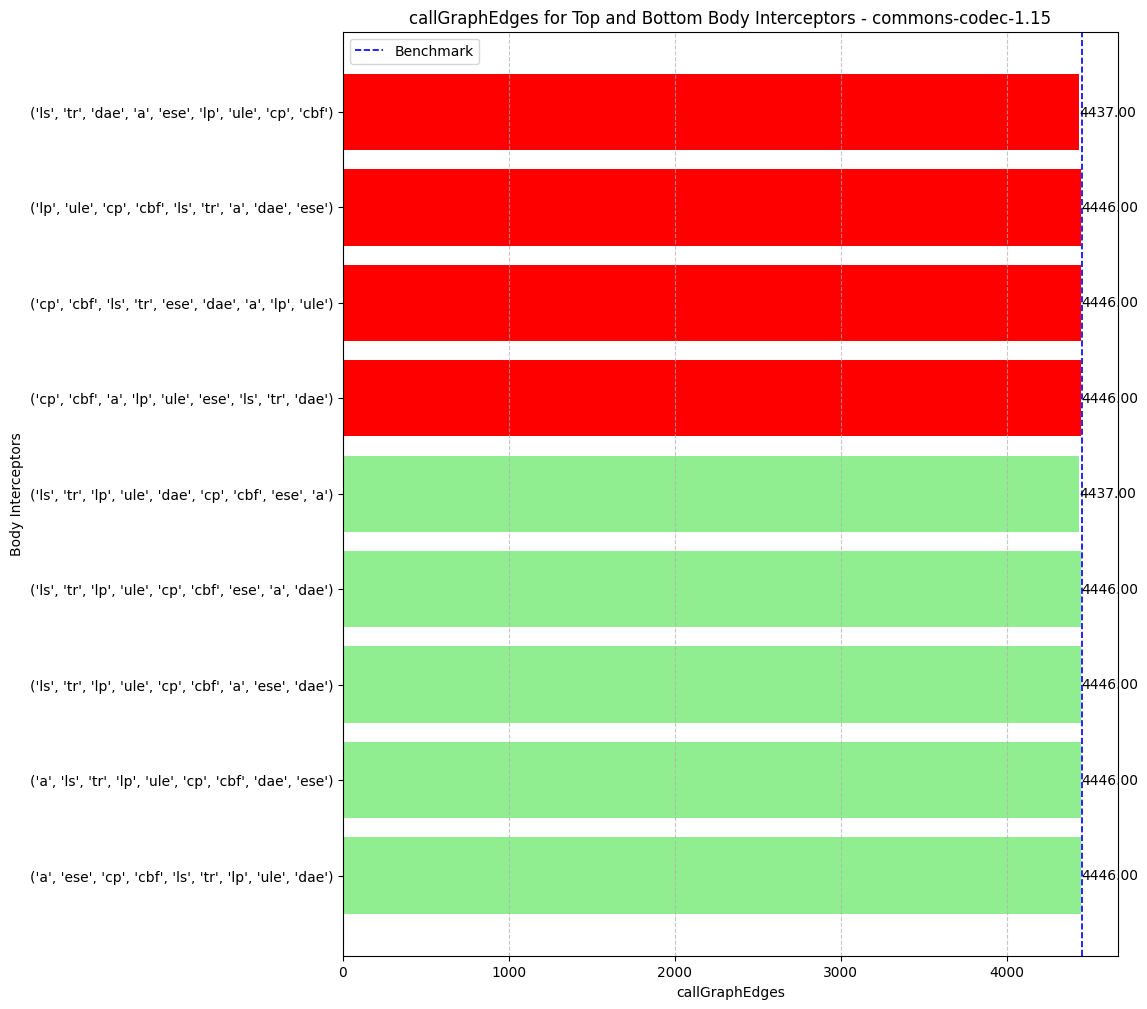 callGraphEdges for Top and Bottom Body Interceptors - commons-codec-1.15
Benchmark
('ls', 'tr', 'dae', 'a', 'ese', 'lp', 'ule', 'cp', 'cbf') 4437.00
('lp', 'ule', 'cp', 'cbf', 'ls', 'tr', 'a', 'dae', 'ese') 4446.00
('cp', 'cbf', 'ls', 'tr', 'ese', 'dae', 'a', 'lp', 'ule') 4446.00
('cp', 'cbf', 'a', 'lp', 'ule', 'ese', 'ls', 'tr', 'dae') 4446.00
Body Interceptors
('ls', 'tr', 'lp', 'ule', 'dae', 'cp', 'cbf', 'ese', 'a') 4437.00
('ls', 'tr', 'lp', 'ule', 'cp', 'cbf', 'ese', 'a', 'dae') 4446.00
('ls', 'tr', 'lp', 'ule', 'cp', 'cbf', 'a', 'ese', 'dae') 4446.00
('a', 'ls', 'tr', 'lp', 'ule', 'cp', 'cbf', 'dae', 'ese') 4446.00
('a', 'ese', 'cp', 'cbf', 'ls', 'tr', 'lp', 'ule', 'dae') 4446.00
0 1000 2000 3000 4000
callGraphEdges